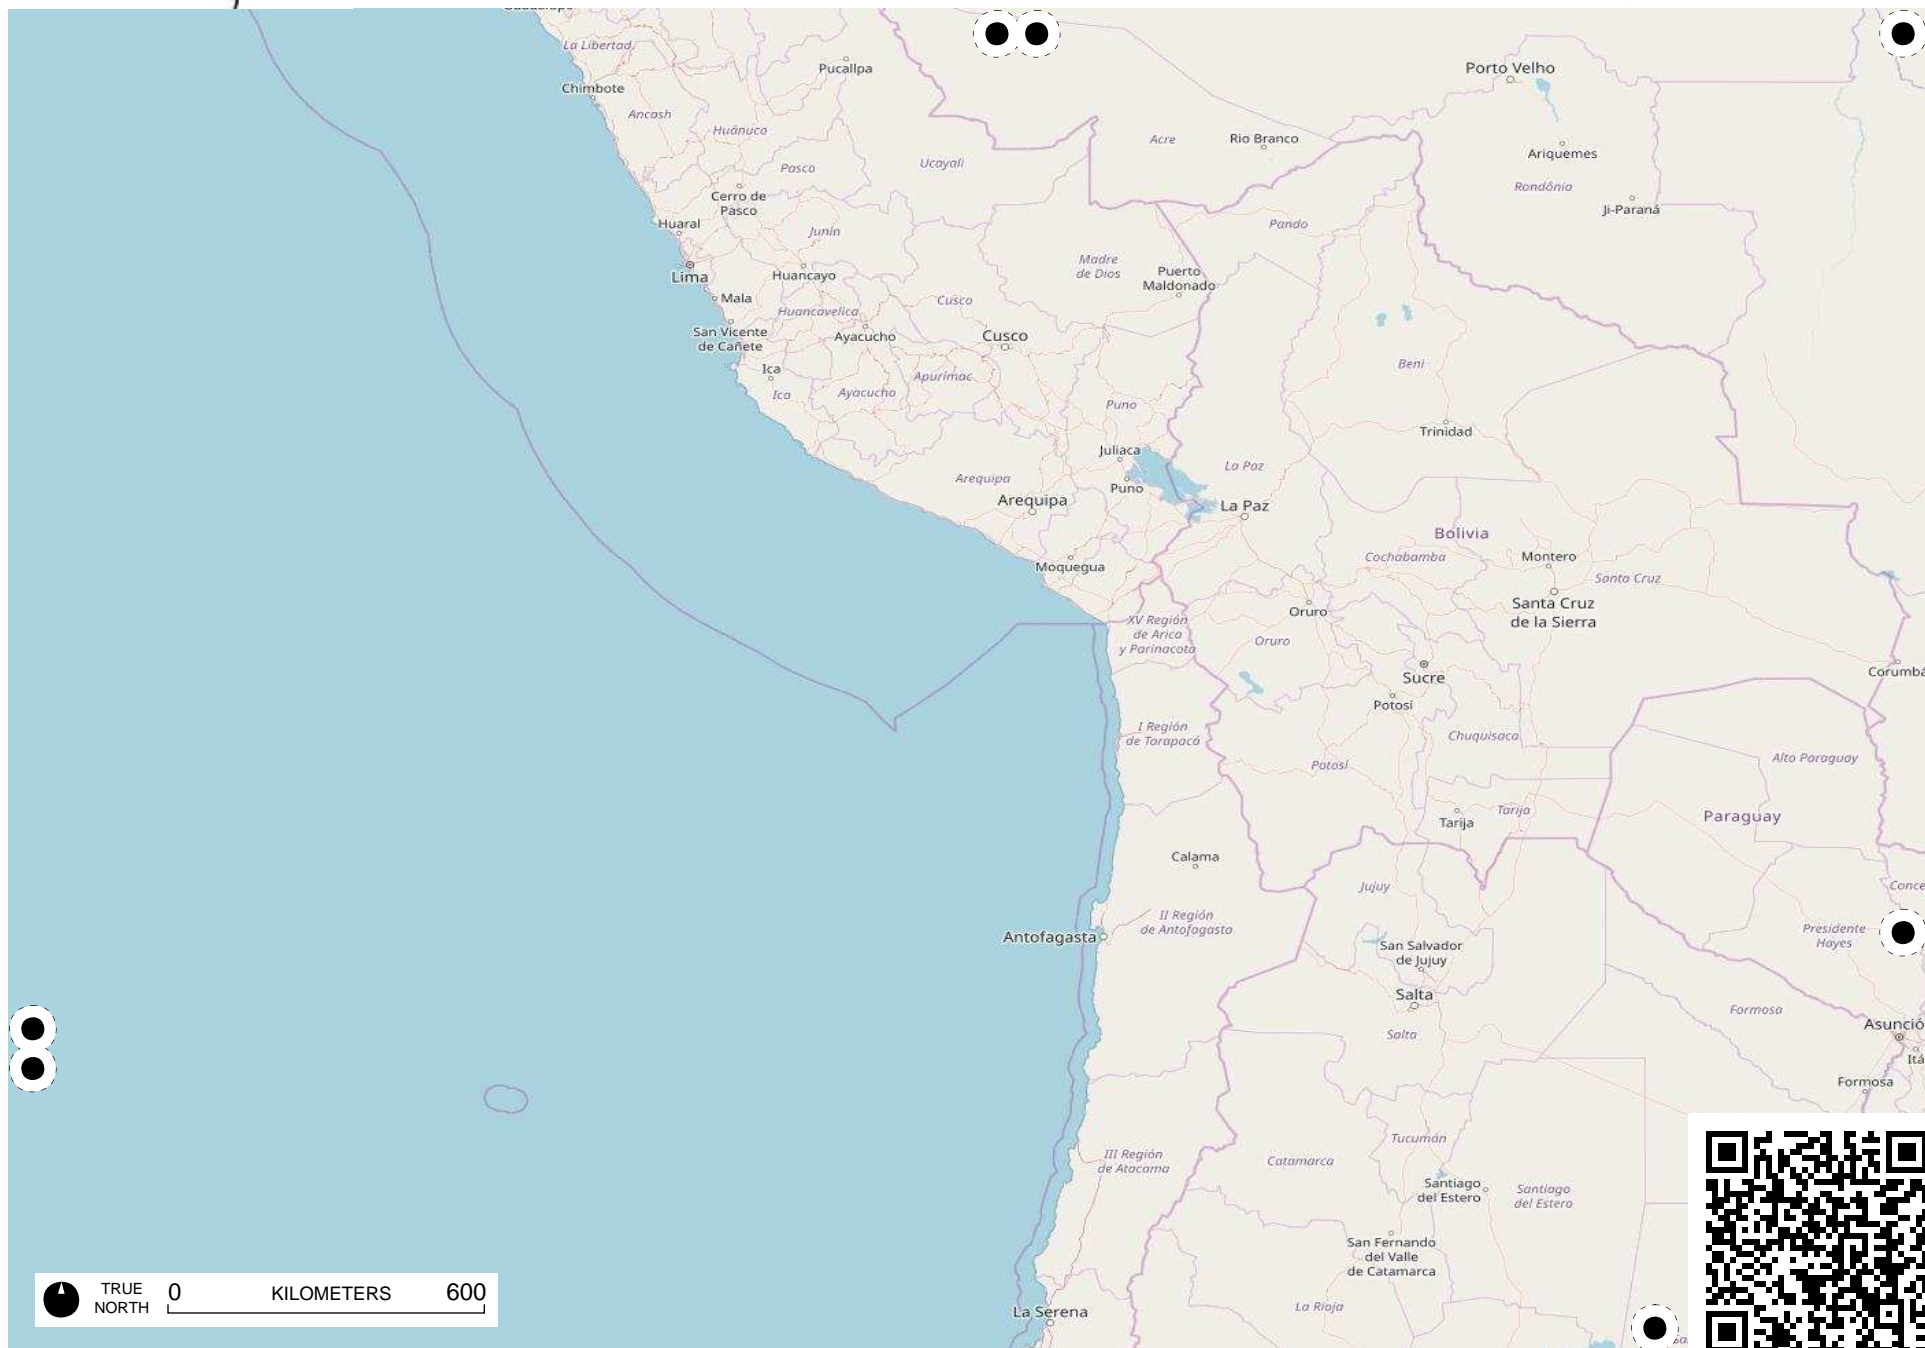 La Libertad
Pucallpa
Porto Velho
Chimbote
Ancash
Huánuco
Acre
Rio Branco
Ariquemes
Pasco
Ucayali
Rondônia
Cerro de
Pasco
Ji-Paraná
Huaral
Junín
Pando
Lima
Huancayo
Madre
de Dios
Puerto
Maldonado
Mala
Cusco
Huancavelica
San Vicente
de Cañete
Ayacucho
Cusco
Ica
Apurímac
Beni
Ica
Ayacucho
Puno
Trinidad
Juliaca
La Paz
Arequipa
Puno
Arequipa
La Paz
Bolivia
Moquegua
Cochabamba
Montero
Santa Cruz
Oruro
Santa Cruz
de la Sierra
XV Región
de Arica
y Parinacota
Oruro
Sucre
Corumbá
Potosí
I Región
de Tarapacá
Chuquisaca
Potosí
Alto Paraguay
Tarija
Tarija
Paraguay
Calama
Jujuy
Conce
II Región
de Antofagasta
Antofagasta
San Salvador
de Jujuy
Presidente
Hayes
Salta
Formosa
Salta
Asunció
Itá
Formosa
Tucumán
III Región
de Atacama
Catamarca
Santiago
del Estero
Santiago
del Estero
San Fernando
del Valle
de Catamarca
TRUE
NORTH
0 KILOMETERS 600
La Serena
La Rioja